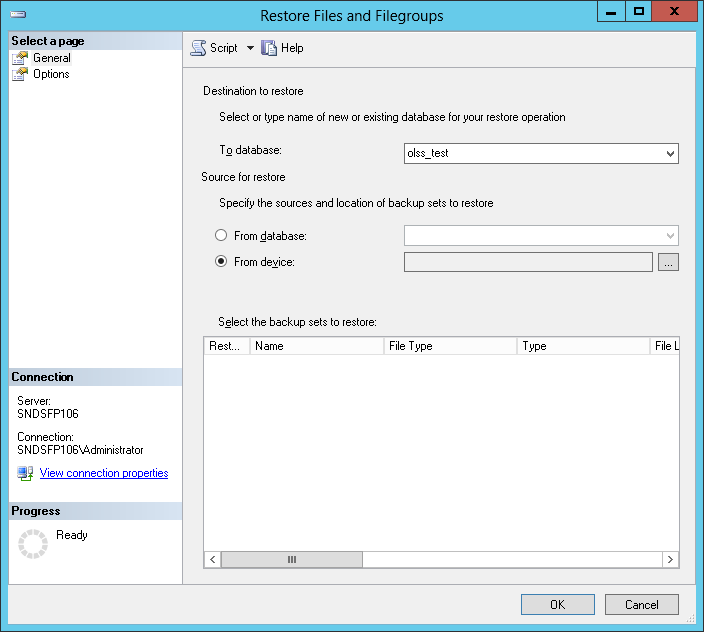 Restore Files and Filegroups
Select a page
General
Options
Script
Help
Destination to restore
Select or type name of new or existing database for your restore operation
To database:
olss_test
Source for restore
Specify the sources and location of backup sets to restore
From database:
From device:
...
Select the backup sets to restore:
Rest... Name File Type Type File L
Connection
Server:
SNDSFP106
Connection:
SNDSFP106\Administrator
View connection properties
Progress
Ready
OK
Cancel